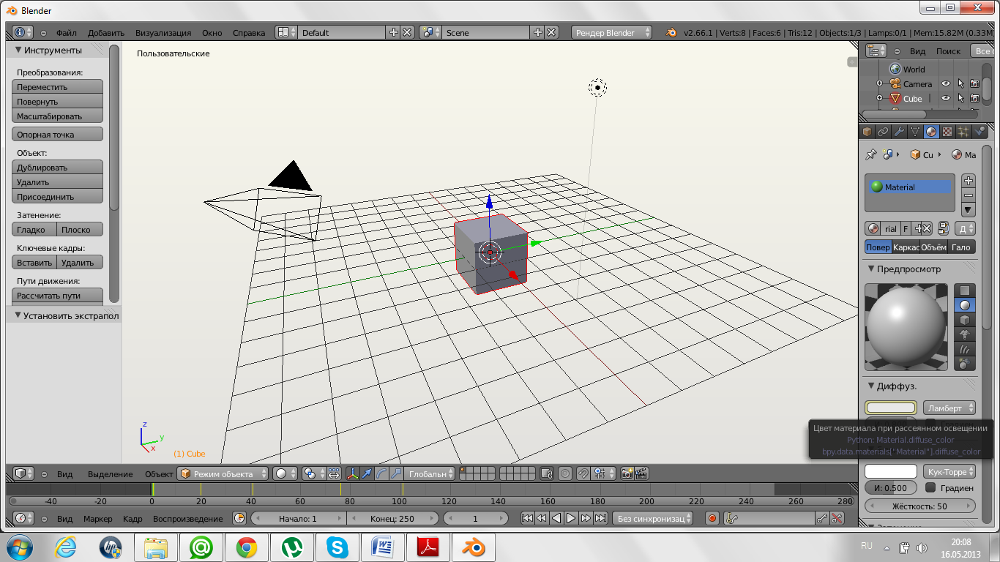 Blender
Файл Добавить Визуализация Окно Справка Default Scene Рендер Blender v2.66.1 | Verts:8 | Faces:6 | Tris:12 | Objects:1/3 | Lamps:0/1 | Mem:15.82M (0.33M
Инструменты
Преобразования:
Переместить
Повернуть
Масштабировать
Опорная точка
Объект:
Дублировать
Удалить
Присоединить
Затенение:
Гладко Плоско
Ключевые кадры:
Вставить Удалить
Пути движения:
Рассчитать пути
Установить экстрапол
Пользовательские
z
y
x
(1) Cube
Вид Поиск Все
World
Camera
Cube
Cu Ma
Material
rial F Д
Повер Каркас Объём Гало
Предпросмотр
Диффуз.
Ламберт
Цвет материала при рассеянном освещении
Python: Material.diffuse_color
bpy.data.materials["Material"].diffuse_color
Кук-Торре
И: 0.500 Градиен
Жёсткость: 50
Вид Выделение Объект Режим объекта Глобальн
-40 -20 0 20 40 60 80 100 120 140 160 180 200 220 240 260 280
Вид Маркер Кадр Воспроизведение Начало: 1 Конец: 250 1 Без синхронизац
RU
20:08
16.05.2013